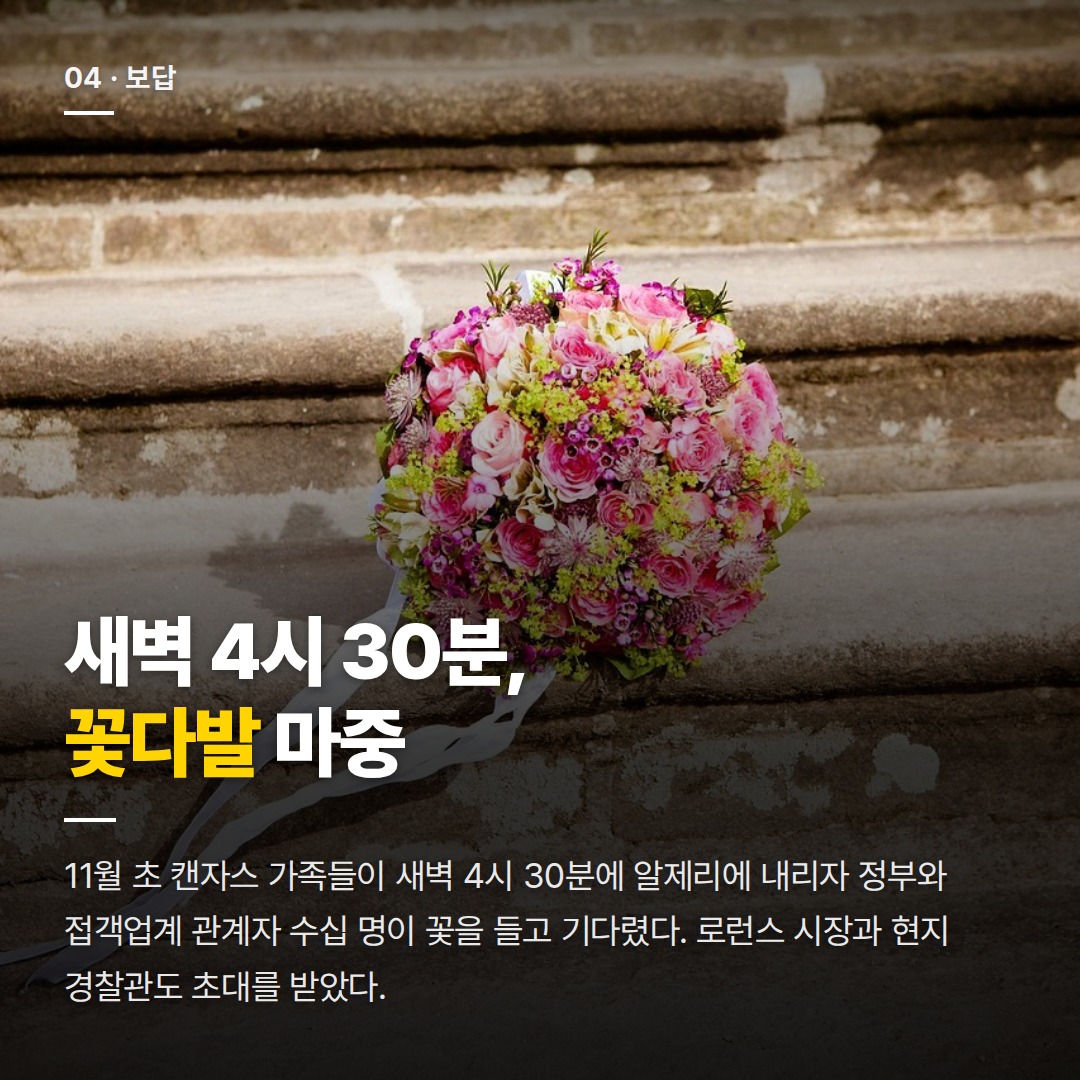 04 · 보답
새벽 4시 30분,
꽃다발 마중
11월 초 캔자스 가족들이 새벽 4시 30분에 알제리에 내리자 정부와
접객업계 관계자 수십 명이 꽃을 들고 기다렸다. 로런스 시장과 현지
경찰관도 초대를 받았다.